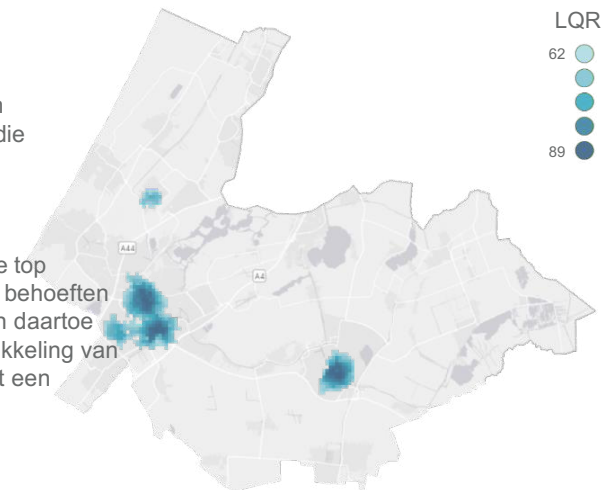 LQR
62
89
n
die
A44
A4
e top
behoeften
n daartoe
kkeling van
t een